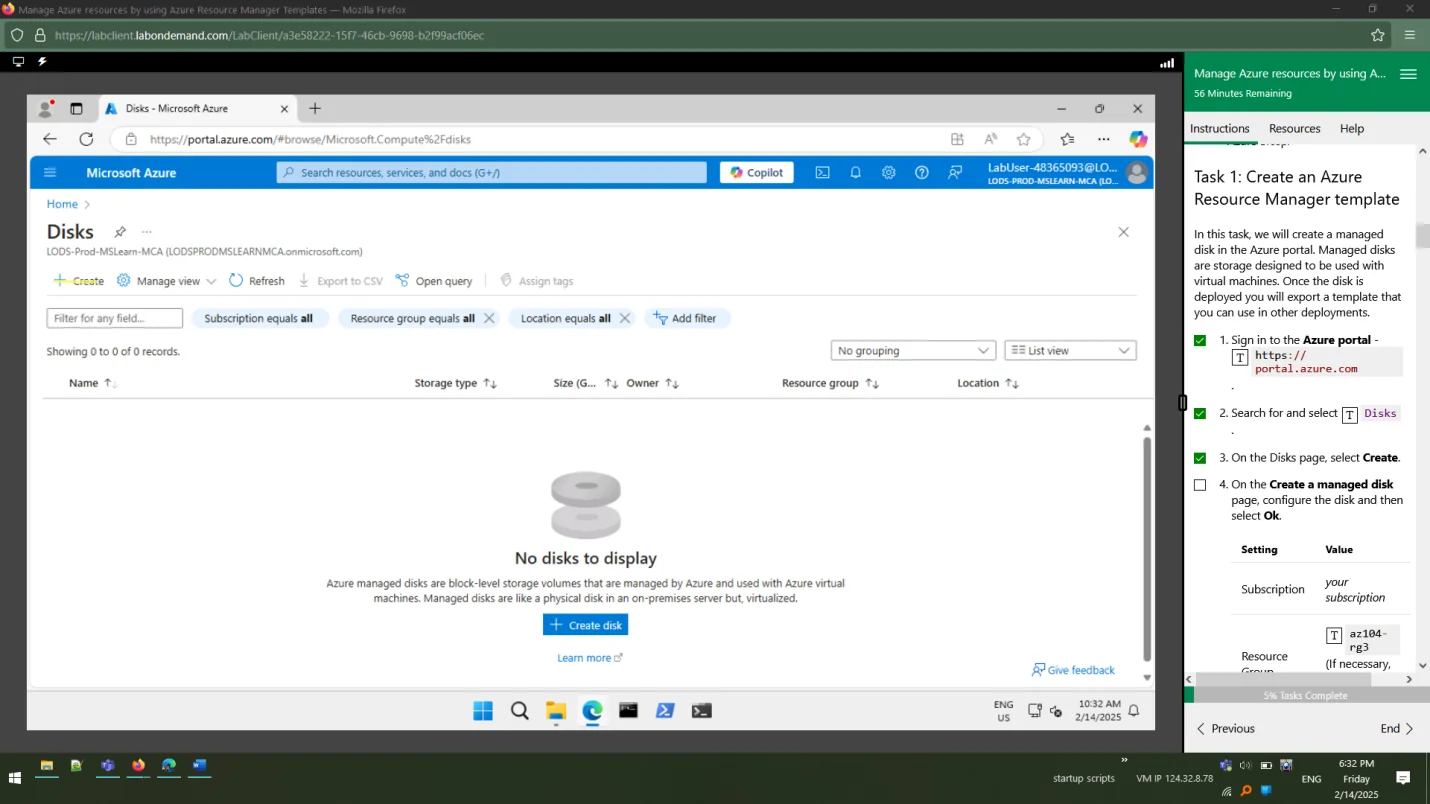 Manage Azure resources by using Azure Resource Manager Templates — Mozilla Firefox
https://labclient.labondemand.com/LabClient/a3e58222-15f7-46cb-9698-b2f99acf06ec
Disks - Microsoft Azure
https://portal.azure.com/#browse/Microsoft.Compute%2Fdisks
Microsoft Azure
Search resources, services, and docs (G+/)
Copilot
LabUser-48365093@LO...
LODS-PROD-MSLEARN-MCA (LO...
Home
Disks
LODS-Prod-MSLearn-MCA (LODSPRODMSLEARNMCA.onmicrosoft.com)
Create
Manage view
Refresh
Export to CSV
Open query
Assign tags
Filter for any field...
Subscription equals all
Resource group equals all
Location equals all
Add filter
Showing 0 to 0 of 0 records.
No grouping
List view
Name
Storage type
Size (G...
Owner
Resource group
Location
No disks to display
Azure managed disks are block-level storage volumes that are managed by Azure and used with Azure virtual
machines. Managed disks are like a physical disk in an on-premises server but, virtualized.
Create disk
Learn more
Give feedback
ENG
US
10:32 AM
2/14/2025
Manage Azure resources by using A...
56 Minutes Remaining
Instructions
Resources
Help
Task 1: Create an Azure
Resource Manager template
In this task, we will create a managed
disk in the Azure portal. Managed disks
are storage designed to be used with
virtual machines. Once the disk is
deployed you will export a template that
you can use in other deployments.
1. Sign in to the Azure portal -
T https://
portal.azure.com
.
2. Search for and select T Disks
.
3. On the Disks page, select Create.
4. On the Create a managed disk
page, configure the disk and then
select Ok.
Setting Value
Subscription your
subscription
T az104-
rg3
Resource (If necessary,
5% Tasks Complete
Previous
End
startup scripts
VM IP 124.32.8.78
ENG
6:32 PM
Friday
2/14/2025